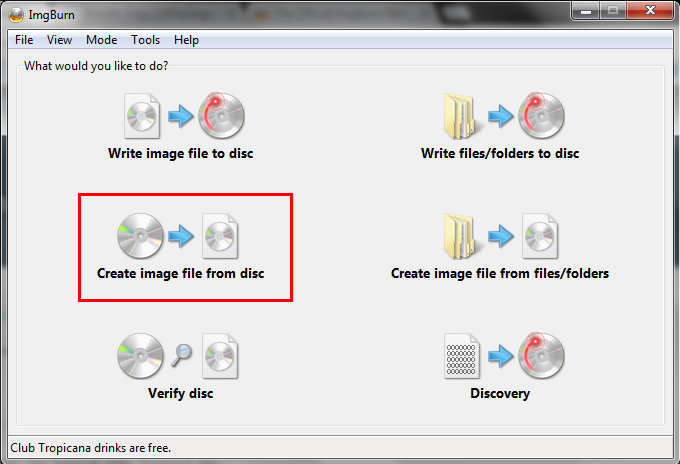 ImgBurn
File View Mode Tools Help
What would you like to do?
Write image file to disc
Write files/folders to disc
Create image file from disc
Create image file from files/folders
Verify disc
Discovery
Club Tropicana drinks are free.